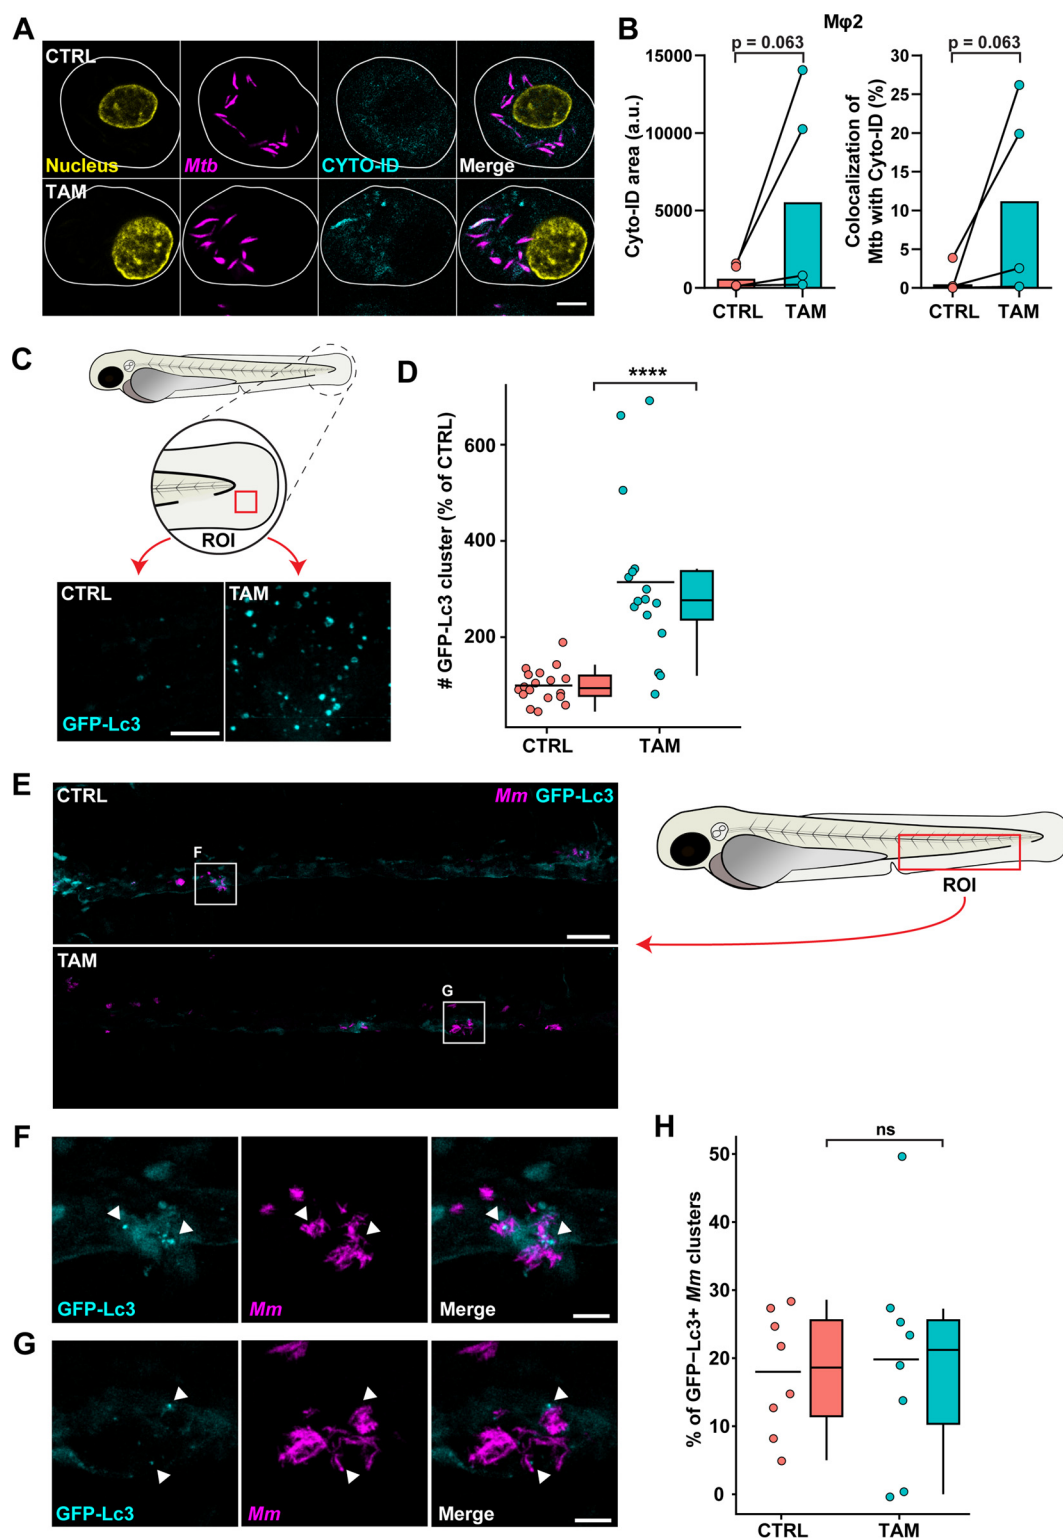 A
CTRL
Nucleus
Mtb
CYTO-ID
Merge
TAM
B
Mφ2
p = 0.063
Cyto-ID area (a.u.)
15000
10000
5000
0
CTRL
TAM
p = 0.063
Colocalization of
Mtb with Cyto-ID (%)
30
25
20
15
10
5
0
CTRL
TAM
C
ROI
CTRL
TAM
GFP-Lc3
D
****
# GFP-Lc3 cluster (% of CTRL)
600
400
200
CTRL
TAM
E
CTRL
Mm GFP-Lc3
F
TAM
G
ROI
F
GFP-Lc3
Mm
Merge
G
GFP-Lc3
Mm
Merge
H
ns
% of GFP-Lc3+ Mm clusters
50
40
30
20
10
0
CTRL
TAM